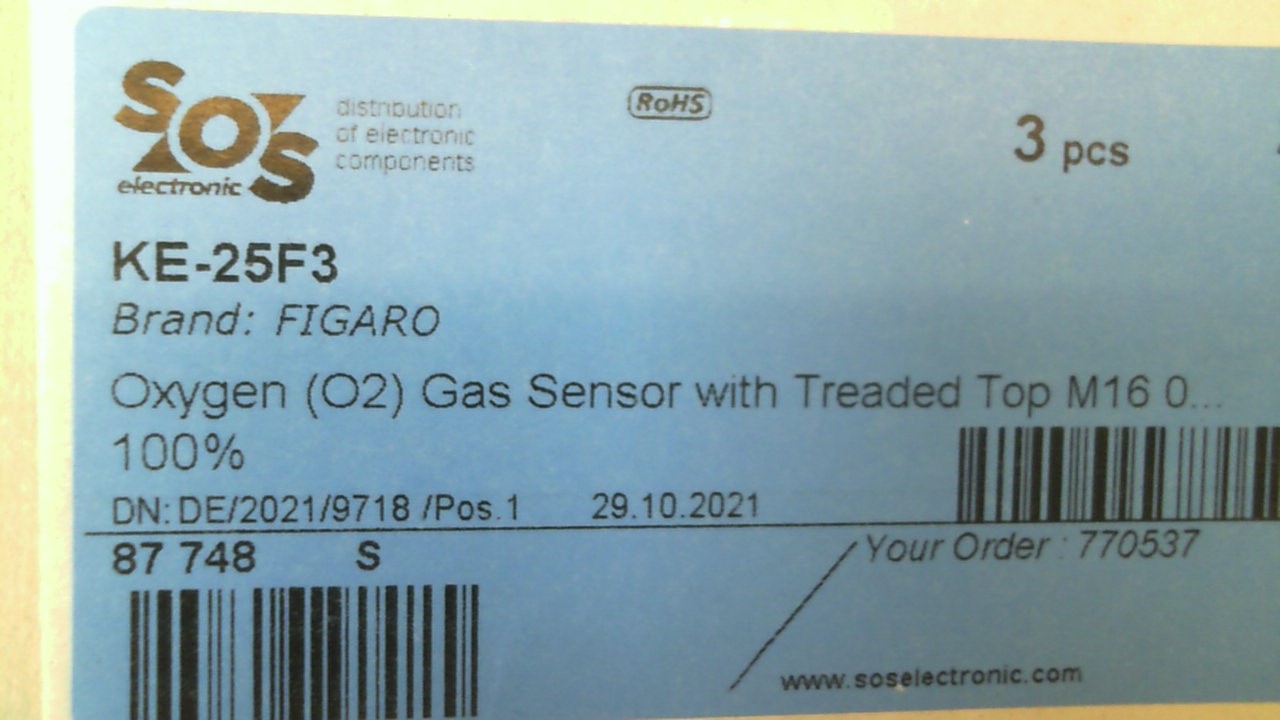 SOS
electronic
distribution
of electronic
components
RoHS
3 pcs
KE-25F3
Brand: FIGARO
Oxygen (O2) Gas Sensor with Treaded Top M16 0...
100%
DN: DE/2021/9718 /Pos.1 29.10.2021
87 748 S
Your Order : 770537
www.soselectronic.com